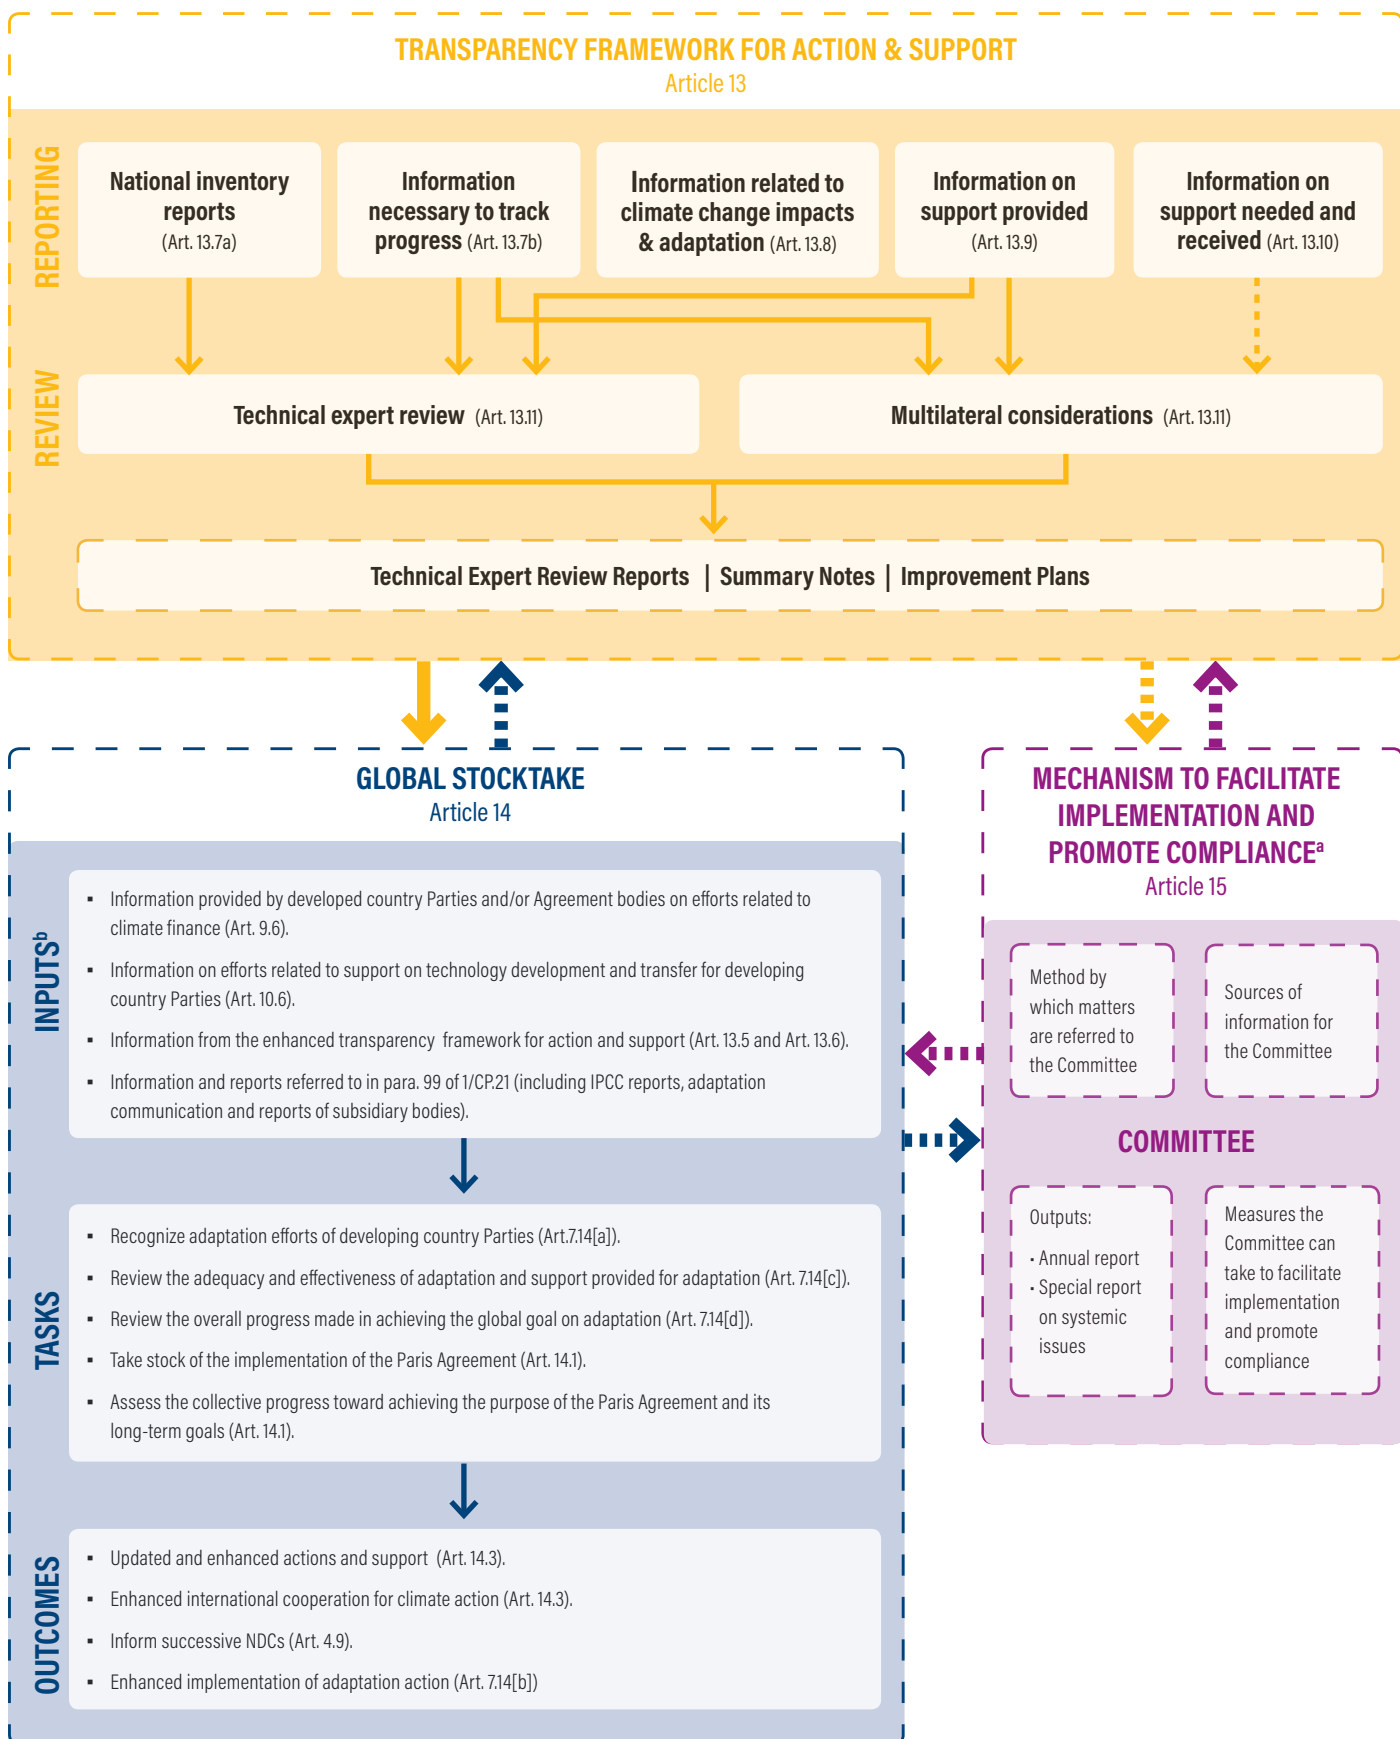 TRANSPARENCY FRAMEWORK FOR ACTION & SUPPORT
Article 13
REPORTING
National inventory
reports
(Art. 13.7a)
Information
necessary to track
progress (Art. 13.7b)
Information related to
climate change impacts
& adaptation (Art. 13.8)
Information on
support provided
(Art. 13.9)
Information on
support needed and
received (Art. 13.10)
REVIEW
Technical expert review (Art. 13.11)
Multilateral considerations (Art. 13.11)
Technical Expert Review Reports | Summary Notes | Improvement Plans
GLOBAL STOCKTAKE
Article 14
INPUTSᵇ
▪ Information provided by developed country Parties and/or Agreement bodies on efforts related to
climate finance (Art. 9.6).
▪ Information on efforts related to support on technology development and transfer for developing
country Parties (Art. 10.6).
▪ Information from the enhanced transparency framework for action and support (Art. 13.5 and Art. 13.6).
▪ Information and reports referred to in para. 99 of 1/CP.21 (including IPCC reports, adaptation
communication and reports of subsidiary bodies).
TASKS
▪ Recognize adaptation efforts of developing country Parties (Art.7.14[a]).
▪ Review the adequacy and effectiveness of adaptation and support provided for adaptation (Art. 7.14[c]).
▪ Review the overall progress made in achieving the global goal on adaptation (Art. 7.14[d]).
▪ Take stock of the implementation of the Paris Agreement (Art. 14.1).
▪ Assess the collective progress toward achieving the purpose of the Paris Agreement and its
long-term goals (Art. 14.1).
OUTCOMES
▪ Updated and enhanced actions and support (Art. 14.3).
▪ Enhanced international cooperation for climate action (Art. 14.3).
▪ Inform successive NDCs (Art. 4.9).
▪ Enhanced implementation of adaptation action (Art. 7.14[b])
MECHANISM TO FACILITATE
IMPLEMENTATION AND
PROMOTE COMPLIANCEᵃ
Article 15
Method by
which matters
are referred to
the Committee
Sources of
information for
the Committee
COMMITTEE
Outputs:
▪ Annual report
▪ Special report
on systemic
issues
Measures the
Committee can
take to facilitate
implementation
and promote
compliance